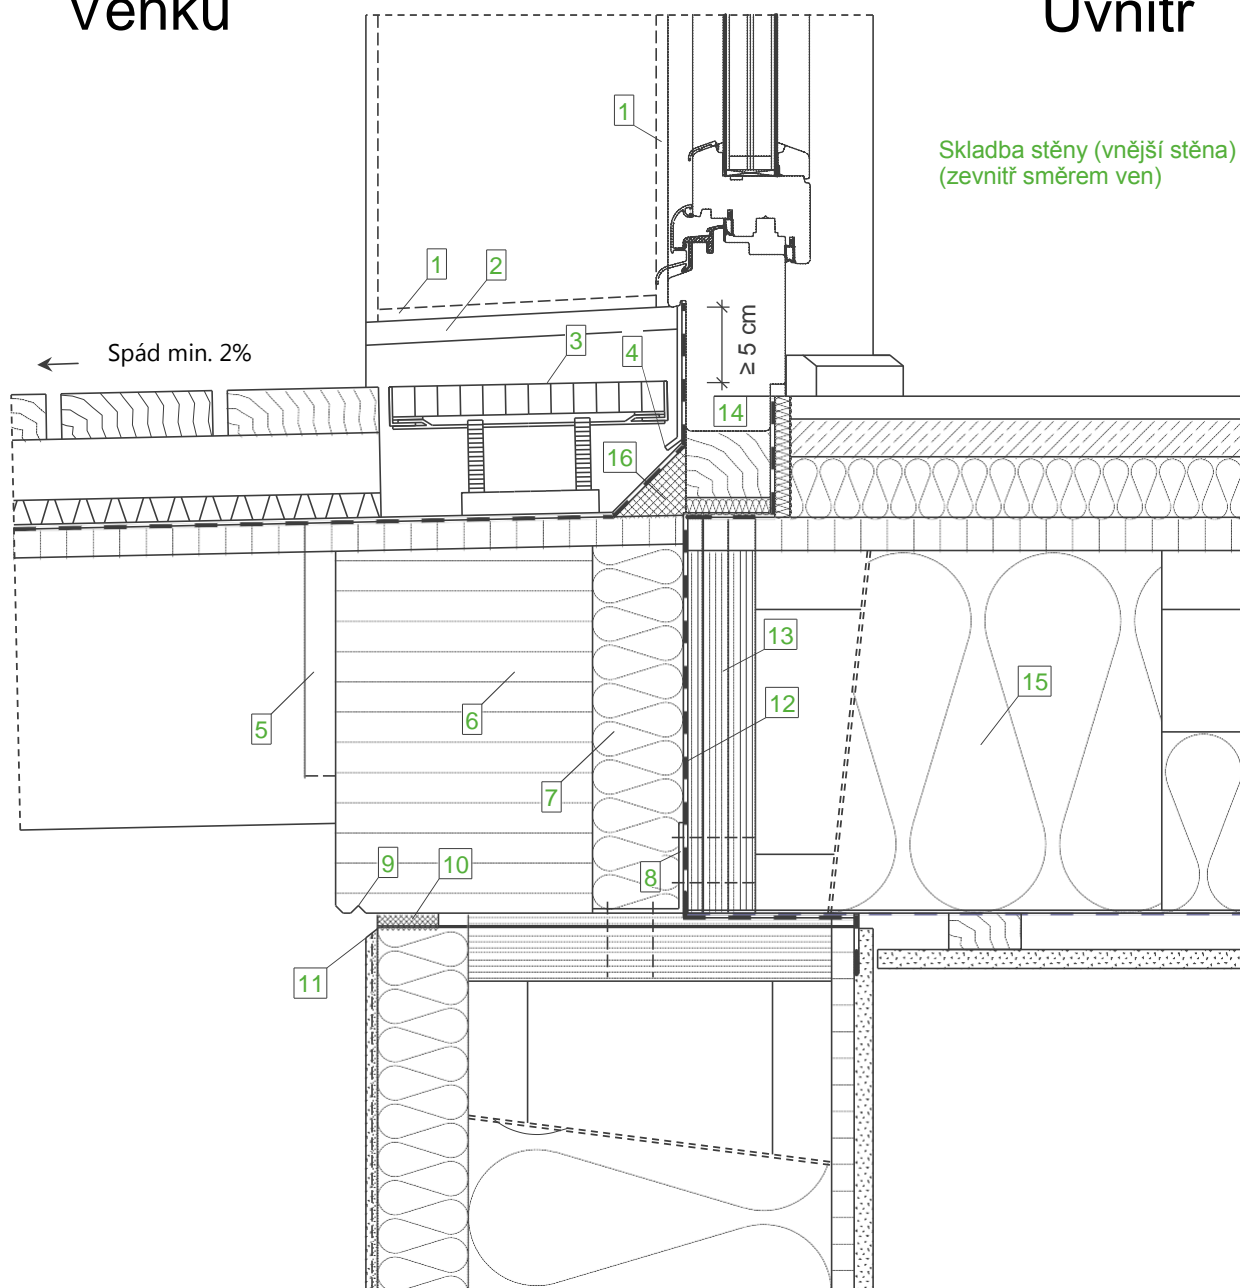 Venku
Uvnitř
1
Skladba stěny (vnější stěna)
(zevnitř směrem ven)
1
2
3
4
≥ 5 cm
Spád min. 2%
14
16
13
15
12
5
6
7
8
9
10
11